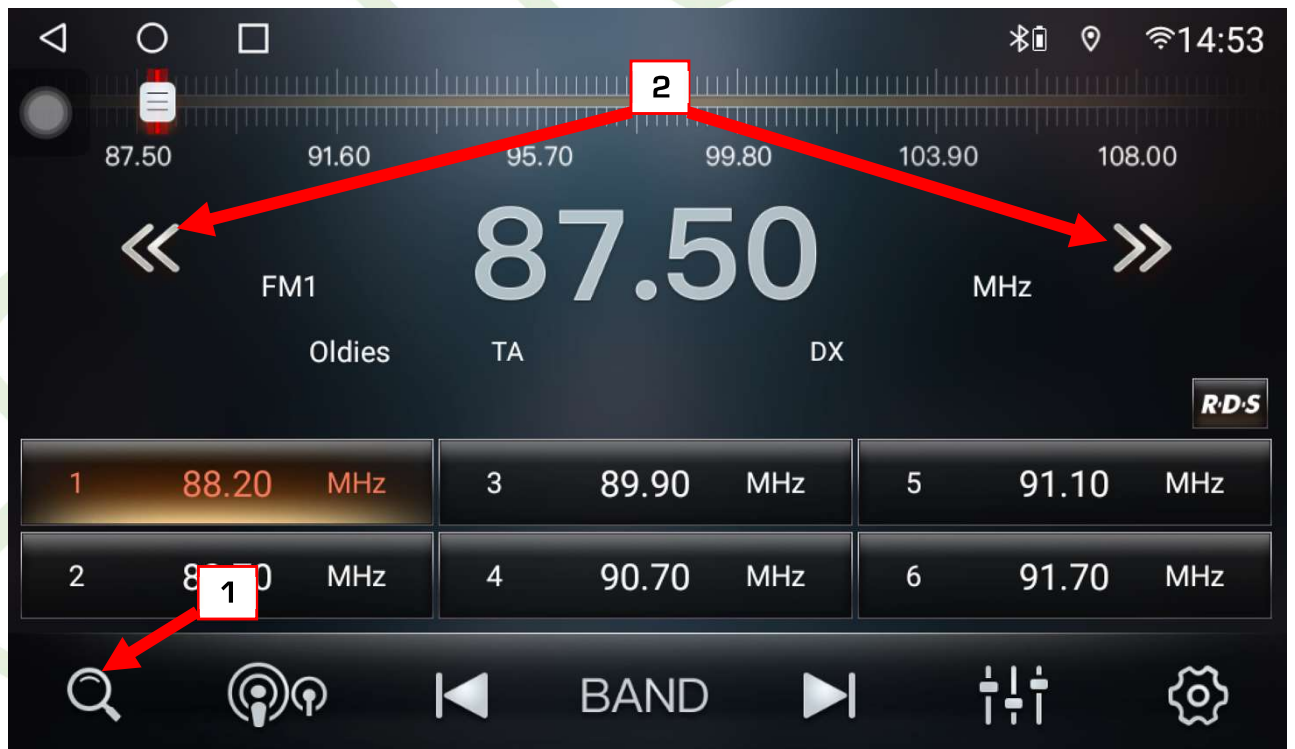 14:53
2
87.50 91.60 95.70 99.80 103.90 108.00
87.50
FM1 MHz
Oldies TA DX
R·D·S
1 88.20 MHz 3 89.90 MHz 5 91.10 MHz
2 MHz 4 90.70 MHz 6 91.70 MHz
1
BAND